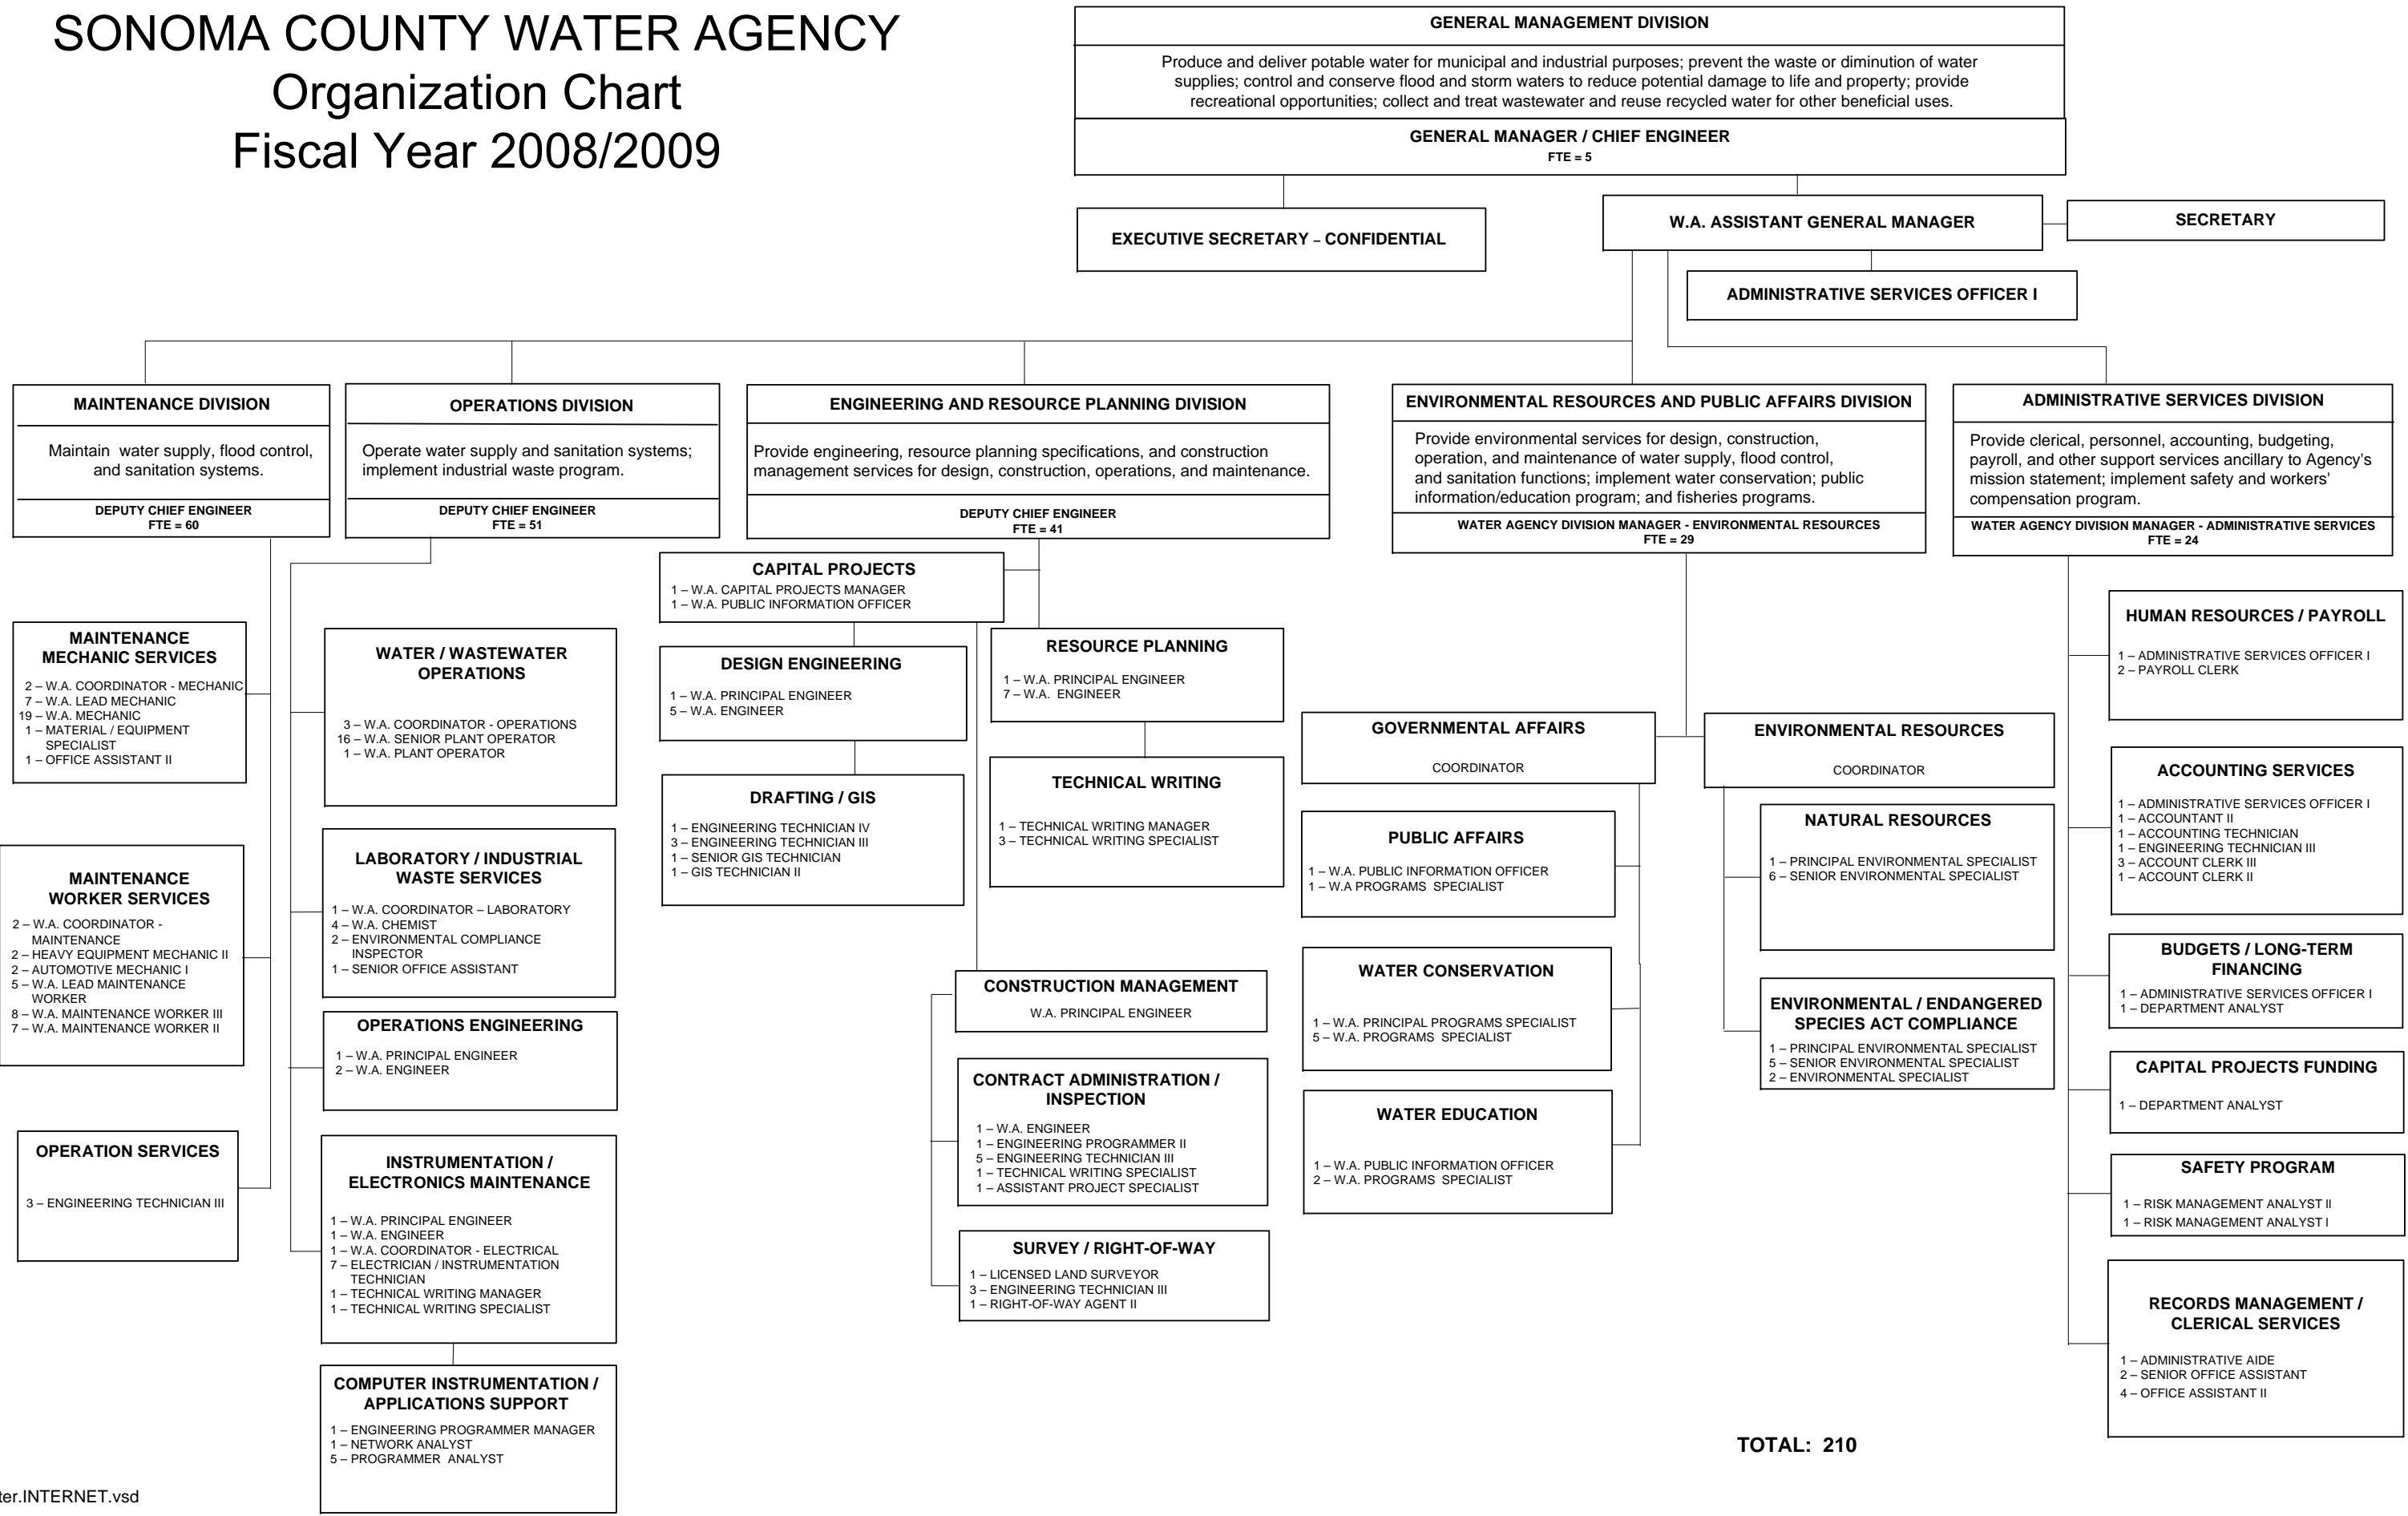 SONOMA COUNTY WATER AGENCY
Organization Chart
Fiscal Year 2008/2009
GENERAL MANAGEMENT DIVISION
Produce and deliver potable water for municipal and industrial purposes; prevent the waste or diminution of water
supplies; control and conserve flood and storm waters to reduce potential damage to life and property; provide
recreational opportunities; collect and treat wastewater and reuse recycled water for other beneficial uses.
GENERAL MANAGER / CHIEF ENGINEER
FTE = 5
EXECUTIVE SECRETARY – CONFIDENTIAL
W.A. ASSISTANT GENERAL MANAGER
SECRETARY
ADMINISTRATIVE SERVICES OFFICER I
MAINTENANCE DIVISION
Maintain water supply, flood control,
and sanitation systems.
DEPUTY CHIEF ENGINEER
FTE = 60
MAINTENANCE
MECHANIC SERVICES
2 – W.A. COORDINATOR - MECHANIC
7 – W.A. LEAD MECHANIC
19 – W.A. MECHANIC
1 – MATERIAL / EQUIPMENT
SPECIALIST
1 – OFFICE ASSISTANT II
MAINTENANCE
WORKER SERVICES
2 – W.A. COORDINATOR -
MAINTENANCE
2 – HEAVY EQUIPMENT MECHANIC II
2 – AUTOMOTIVE MECHANIC I
5 – W.A. LEAD MAINTENANCE
WORKER
8 – W.A. MAINTENANCE WORKER III
7 – W.A. MAINTENANCE WORKER II
OPERATION SERVICES
3 – ENGINEERING TECHNICIAN III
OPERATIONS DIVISION
Operate water supply and sanitation systems;
implement industrial waste program.
DEPUTY CHIEF ENGINEER
FTE = 51
WATER / WASTEWATER
OPERATIONS
3 – W.A. COORDINATOR - OPERATIONS
16 – W.A. SENIOR PLANT OPERATOR
1 – W.A. PLANT OPERATOR
LABORATORY / INDUSTRIAL
WASTE SERVICES
1 – W.A. COORDINATOR – LABORATORY
4 – W.A. CHEMIST
2 – ENVIRONMENTAL COMPLIANCE
INSPECTOR
1 – SENIOR OFFICE ASSISTANT
OPERATIONS ENGINEERING
1 – W.A. PRINCIPAL ENGINEER
2 – W.A. ENGINEER
INSTRUMENTATION /
ELECTRONICS MAINTENANCE
1 – W.A. PRINCIPAL ENGINEER
1 – W.A. ENGINEER
1 – W.A. COORDINATOR - ELECTRICAL
7 – ELECTRICIAN / INSTRUMENTATION
TECHNICIAN
1 – TECHNICAL WRITING MANAGER
1 – TECHNICAL WRITING SPECIALIST
COMPUTER INSTRUMENTATION /
APPLICATIONS SUPPORT
1 – ENGINEERING PROGRAMMER MANAGER
1 – NETWORK ANALYST
5 – PROGRAMMER ANALYST
ENGINEERING AND RESOURCE PLANNING DIVISION
Provide engineering, resource planning specifications, and construction
management services for design, construction, operations, and maintenance.
DEPUTY CHIEF ENGINEER
FTE = 41
CAPITAL PROJECTS
1 – W.A. CAPITAL PROJECTS MANAGER
1 – W.A. PUBLIC INFORMATION OFFICER
DESIGN ENGINEERING
1 – W.A. PRINCIPAL ENGINEER
5 – W.A. ENGINEER
DRAFTING / GIS
1 – ENGINEERING TECHNICIAN IV
3 – ENGINEERING TECHNICIAN III
1 – SENIOR GIS TECHNICIAN
1 – GIS TECHNICIAN II
RESOURCE PLANNING
1 – W.A. PRINCIPAL ENGINEER
7 – W.A. ENGINEER
TECHNICAL WRITING
1 – TECHNICAL WRITING MANAGER
3 – TECHNICAL WRITING SPECIALIST
CONSTRUCTION MANAGEMENT
W.A. PRINCIPAL ENGINEER
CONTRACT ADMINISTRATION /
INSPECTION
1 – W.A. ENGINEER
1 – ENGINEERING PROGRAMMER II
5 – ENGINEERING TECHNICIAN III
1 – TECHNICAL WRITING SPECIALIST
1 – ASSISTANT PROJECT SPECIALIST
SURVEY / RIGHT-OF-WAY
1 – LICENSED LAND SURVEYOR
3 – ENGINEERING TECHNICIAN III
1 – RIGHT-OF-WAY AGENT II
ENVIRONMENTAL RESOURCES AND PUBLIC AFFAIRS DIVISION
Provide environmental services for design, construction,
operation, and maintenance of water supply, flood control,
and sanitation functions; implement water conservation; public
information/education program; and fisheries programs.
WATER AGENCY DIVISION MANAGER - ENVIRONMENTAL RESOURCES
FTE = 29
GOVERNMENTAL AFFAIRS
COORDINATOR
PUBLIC AFFAIRS
1 – W.A. PUBLIC INFORMATION OFFICER
1 – W.A PROGRAMS SPECIALIST
WATER CONSERVATION
1 – W.A. PRINCIPAL PROGRAMS SPECIALIST
5 – W.A. PROGRAMS SPECIALIST
WATER EDUCATION
1 – W.A. PUBLIC INFORMATION OFFICER
2 – W.A. PROGRAMS SPECIALIST
ENVIRONMENTAL RESOURCES
COORDINATOR
NATURAL RESOURCES
1 – PRINCIPAL ENVIRONMENTAL SPECIALIST
6 – SENIOR ENVIRONMENTAL SPECIALIST
ENVIRONMENTAL / ENDANGERED
SPECIES ACT COMPLIANCE
1 – PRINCIPAL ENVIRONMENTAL SPECIALIST
5 – SENIOR ENVIRONMENTAL SPECIALIST
2 – ENVIRONMENTAL SPECIALIST
ADMINISTRATIVE SERVICES DIVISION
Provide clerical, personnel, accounting, budgeting,
payroll, and other support services ancillary to Agency's
mission statement; implement safety and workers'
compensation program.
WATER AGENCY DIVISION MANAGER - ADMINISTRATIVE SERVICES
FTE = 24
HUMAN RESOURCES / PAYROLL
1 – ADMINISTRATIVE SERVICES OFFICER I
2 – PAYROLL CLERK
ACCOUNTING SERVICES
1 – ADMINISTRATIVE SERVICES OFFICER I
1 – ACCOUNTANT II
1 – ACCOUNTING TECHNICIAN
1 – ENGINEERING TECHNICIAN III
3 – ACCOUNT CLERK III
1 – ACCOUNT CLERK II
BUDGETS / LONG-TERM
FINANCING
1 – ADMINISTRATIVE SERVICES OFFICER I
1 – DEPARTMENT ANALYST
CAPITAL PROJECTS FUNDING
1 – DEPARTMENT ANALYST
SAFETY PROGRAM
1 – RISK MANAGEMENT ANALYST II
1 – RISK MANAGEMENT ANALYST I
RECORDS MANAGEMENT /
CLERICAL SERVICES
1 – ADMINISTRATIVE AIDE
2 – SENIOR OFFICE ASSISTANT
4 – OFFICE ASSISTANT II
TOTAL: 210
ter.INTERNET.vsd